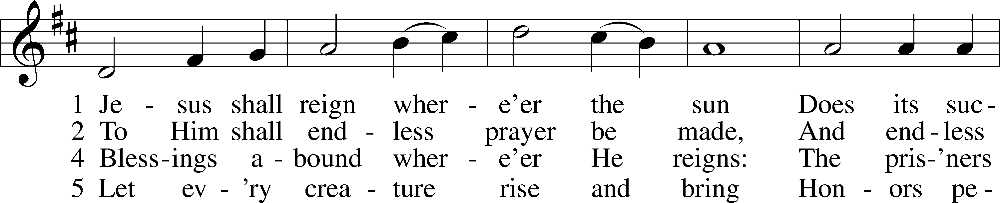 1 Je - sus shall reign wher - e’er the sun Does its suc -
2 To Him shall end - less prayer be made, And end - less
4 Bless - ings a - bound wher - e’er He reigns: The pris - ’ners
5 Let ev - ’ry crea - ture rise and bring Hon - ors pe -